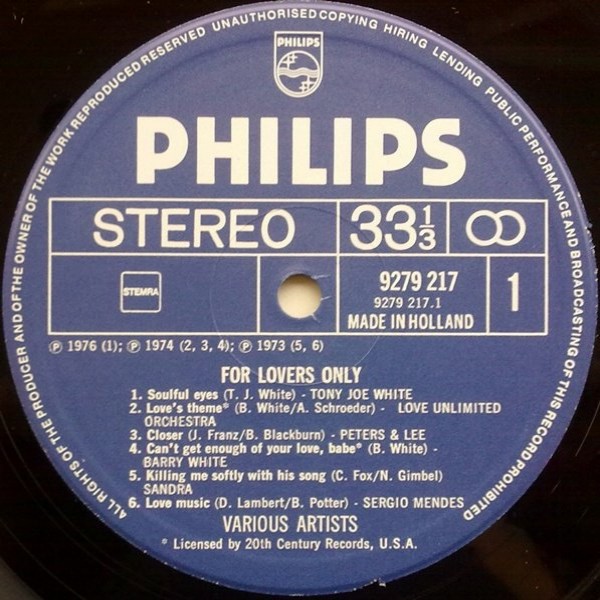 ALL RIGHTS OF THE PRODUCER AND OF THE OWNER OF THE WORK REPRODUCED RESERVED UNAUTHORISED COPYING HIRING LENDING PUBLIC PERFORMANCE AND BROADCASTING OF THIS RECORD PROHIBITED
PHILIPS
PHILIPS
STEREO 33 1/3
STEMRA
9279 217
9279 217.1
MADE IN HOLLAND
1
Ⓟ 1976 (1); Ⓟ 1974 (2, 3, 4); Ⓟ 1973 (5, 6)
FOR LOVERS ONLY
1. Soulful eyes (T. J. White) - TONY JOE WHITE
2. Love's theme* (B. White/A. Schroeder) - LOVE UNLIMITED
ORCHESTRA
3. Closer (J. Franz/B. Blackburn) - PETERS & LEE
4. Can't get enough of your love, babe* (B. White) -
BARRY WHITE
5. Killing me softly with his song (C. Fox/N. Gimbel)
SANDRA
6. Love music (D. Lambert/B. Potter) - SERGIO MENDES
VARIOUS ARTISTS
* Licensed by 20th Century Records, U.S.A.